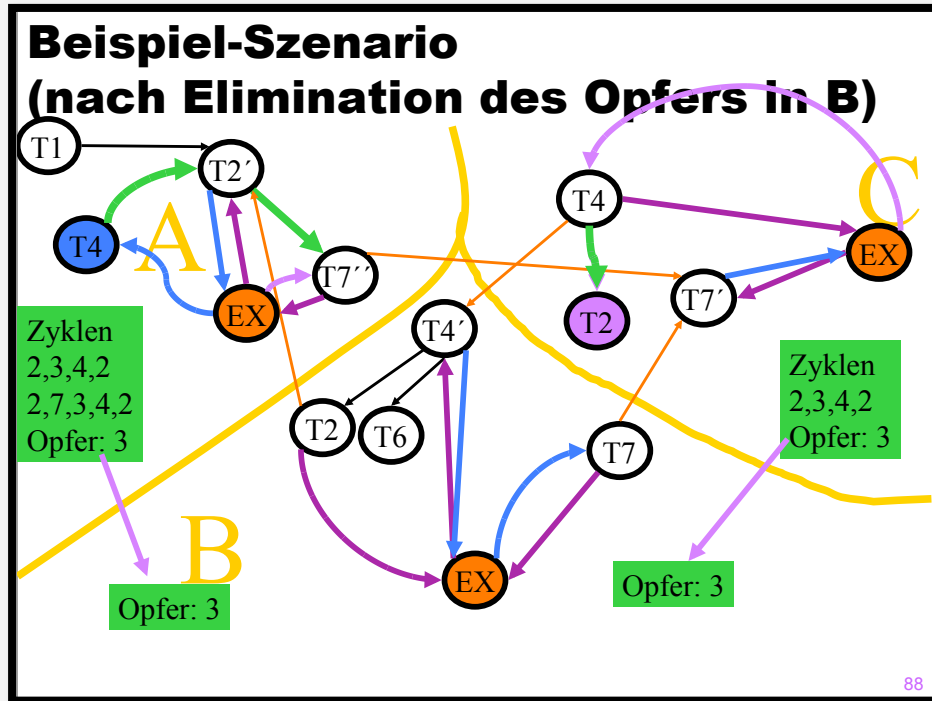 Beispiel-Szenario
(nach Elimination des Opfers in B)
T1
T2´
T4
A
EX
T7´´
Zyklen
2,3,4,2
2,7,3,4,2
Opfer: 3
T4
C
EX
T7´
T2
T4´
T2
T6
T7
Zyklen
2,3,4,2
Opfer: 3
B
EX
Opfer: 3
Opfer: 3
88